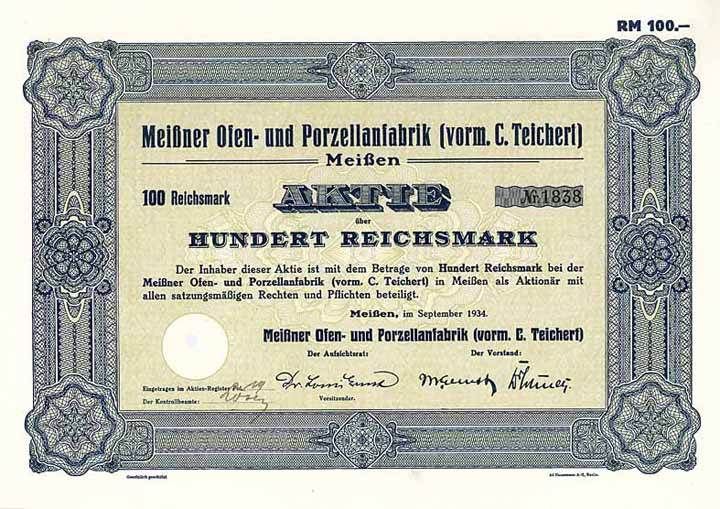 RM 100.—
Meißner Ofen- und Porzellanfabrik (vorm. C. Teichert)
Meißen
100 Reichsmark AKTIE № 1838
über
HUNDERT REICHSMARK
Der Inhaber dieser Aktie ist mit dem Betrage von Hundert Reichsmark bei der
Meißner Ofen- und Porzellanfabrik (vorm. C. Teichert) in Meißen als Aktionär mit
allen satzungsmäßigen Rechten und Pflichten beteiligt.
Meißen, im September 1934.
Meißner Ofen- und Porzellanfabrik (vorm. C. Teichert)
Der Aufsichtsrat: Der Vorstand:
Eingetragen im Aktien-Register
Der Kontrollbeamte: Vorsitzender.
Gesetzlich geschützt